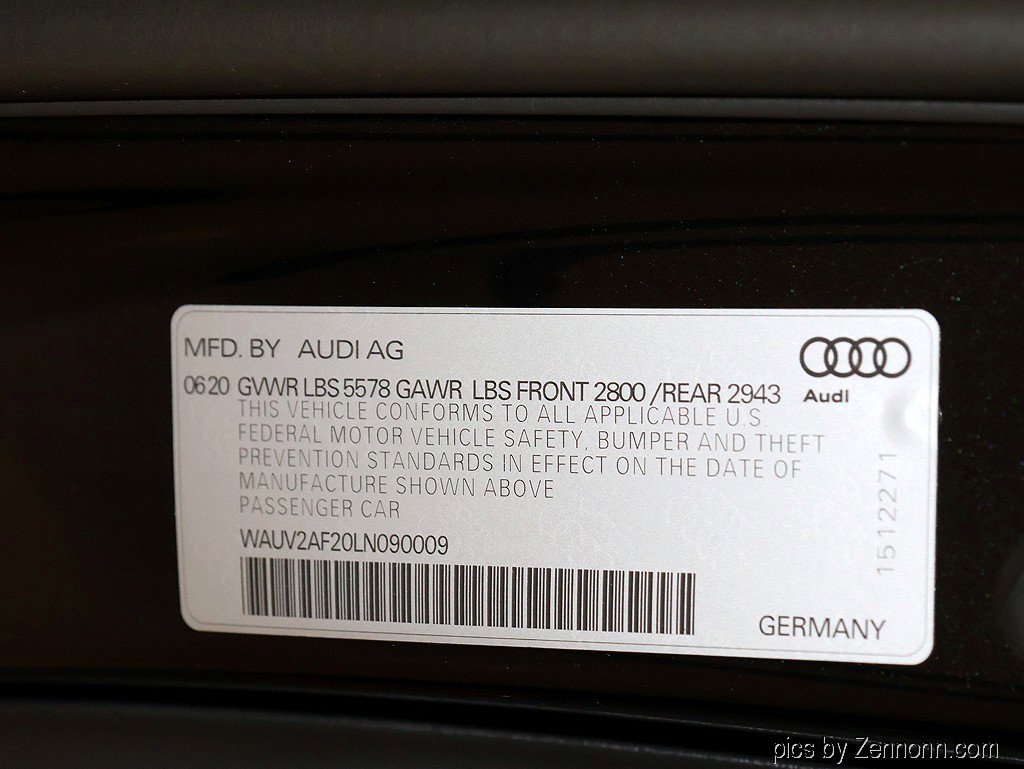 MFD. BY AUDI AG
0620 GVWR LBS 5578 GAWR LBS FRONT 2800 /REAR 2943
Audi
THIS VEHICLE CONFORMS TO ALL APPLICABLE U.S.
FEDERAL MOTOR VEHICLE SAFETY, BUMPER AND THEFT
PREVENTION STANDARDS IN EFFECT ON THE DATE OF
MANUFACTURE SHOWN ABOVE
PASSENGER CAR
WAUV2AF20LN090009
1512271
GERMANY
pics by Zennonn.com